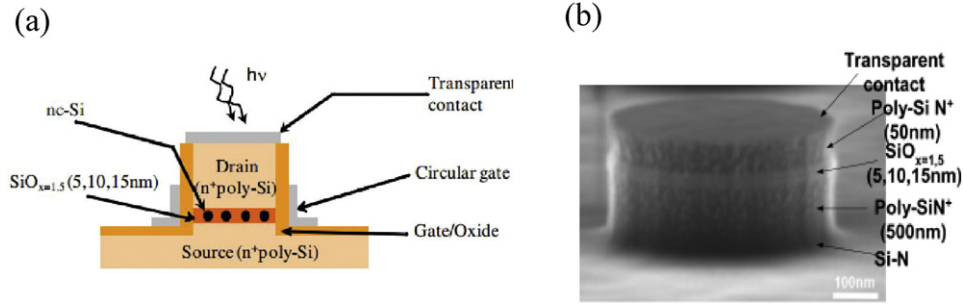 (a)
hν
Transparent
contact
nc-Si
Drain
(n⁺poly-Si)
SiOₓ₌₁.₅ (5,10,15nm)
Circular gate
Gate/Oxide
Source (n⁺poly-Si)
(b)
Transparent
contact
Poly-Si N⁺
(50nm)
SiOₓ₌₁,₅
(5,10,15nm)
Poly-SiN⁺
(500nm)
Si-N
100nm